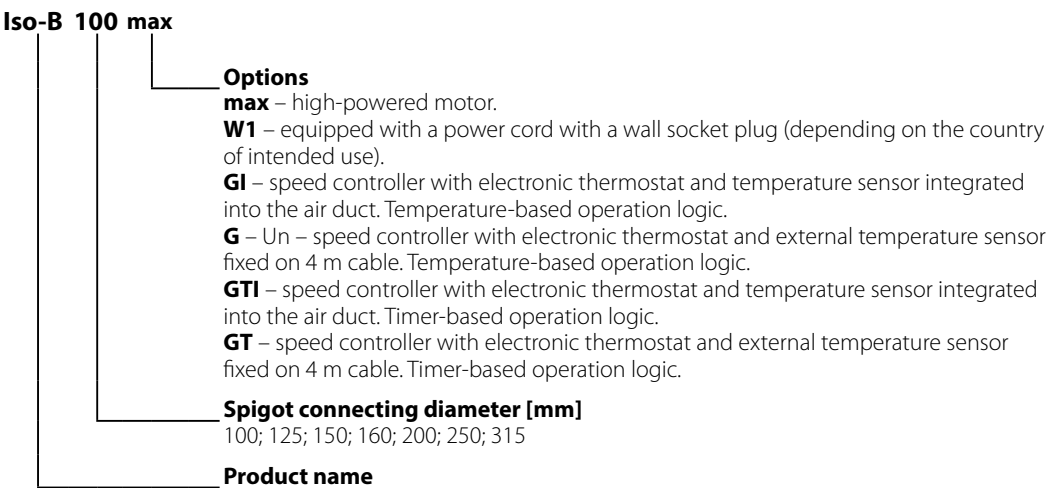 Iso-B 100 max
Options
max – high-powered motor.
W1 – equipped with a power cord with a wall socket plug (depending on the country
of intended use).
GI – speed controller with electronic thermostat and temperature sensor integrated
into the air duct. Temperature-based operation logic.
G – Un – speed controller with electronic thermostat and external temperature sensor
fixed on 4 m cable. Temperature-based operation logic.
GTI – speed controller with electronic thermostat and temperature sensor integrated
into the air duct. Timer-based operation logic.
GT – speed controller with electronic thermostat and external temperature sensor
fixed on 4 m cable. Timer-based operation logic.
Spigot connecting diameter [mm]
100; 125; 150; 160; 200; 250; 315
Product name